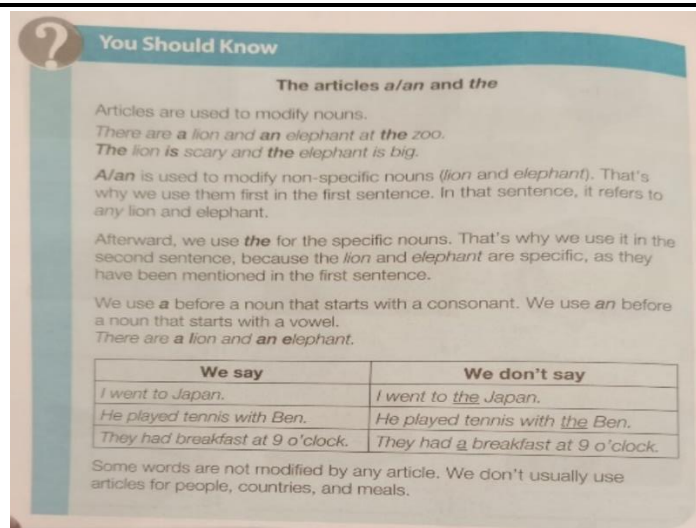 ?
You Should Know
The articles a/an and the
Articles are used to modify nouns.
There are a lion and an elephant at the zoo.
The lion is scary and the elephant is big.
A/an is used to modify non-specific nouns (lion and elephant). That's
why we use them first in the first sentence. In that sentence, it refers to
any lion and elephant.
Afterward, we use the for the specific nouns. That's why we use it in the
second sentence, because the lion and elephant are specific, as they
have been mentioned in the first sentence.
We use a before a noun that starts with a consonant. We use an before
a noun that starts with a vowel.
There are a lion and an elephant.
We say We don't say
I went to Japan. I went to the Japan.
He played tennis with Ben. He played tennis with the Ben.
They had breakfast at 9 o'clock. They had a breakfast at 9 o'clock.
Some words are not modified by any article. We don't usually use
articles for people, countries, and meals.